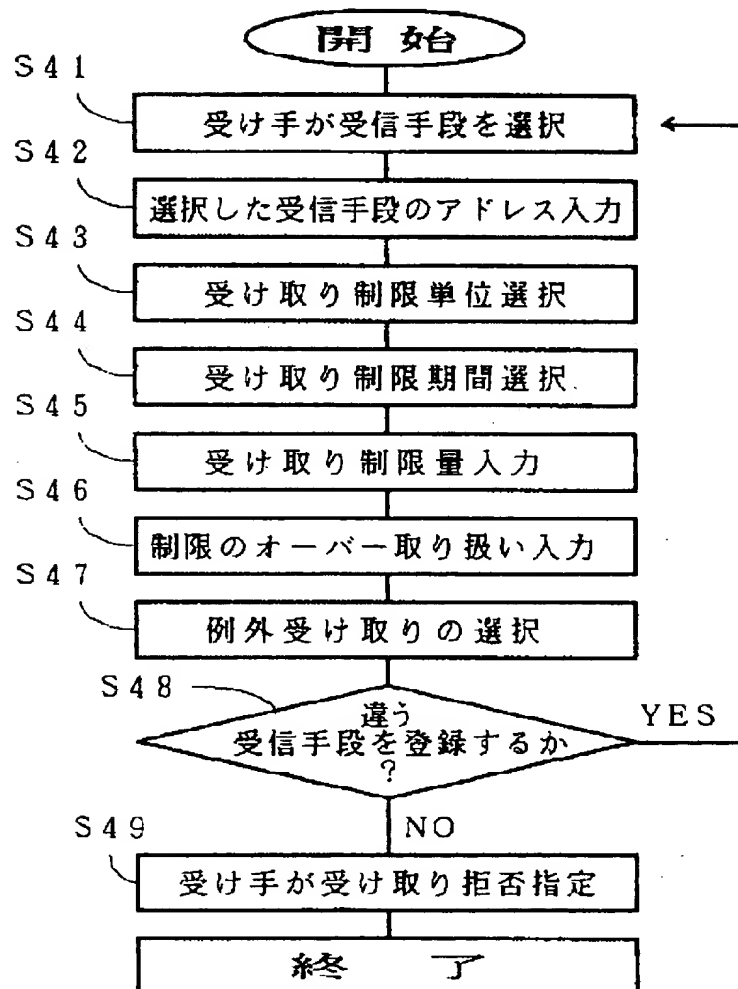 開始
S41
受け手が受信手段を選択
S42
選択した受信手段のアドレス入力
S43
受け取り制限単位選択
S44
受け取り制限期間選択
S45
受け取り制限量入力
S46
制限のオーバー取り扱い入力
S47
例外受け取りの選択
S48
違う
受信手段を登録するか
?
YES
NO
S49
受け手が受け取り拒否指定
終了